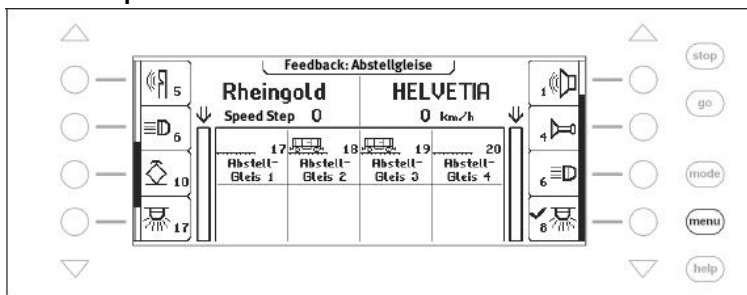 Feedback: Abstellgleise
Rheingold HELVETIA
Speed Step 0 0 km/h
5 1
6 4
10 6
17 8
17 18 19 20
Abstell- Abstell- Abstell- Abstell-
Gleis 1 Gleis 2 Gleis 3 Gleis 4
stop
go
mode
menu
help